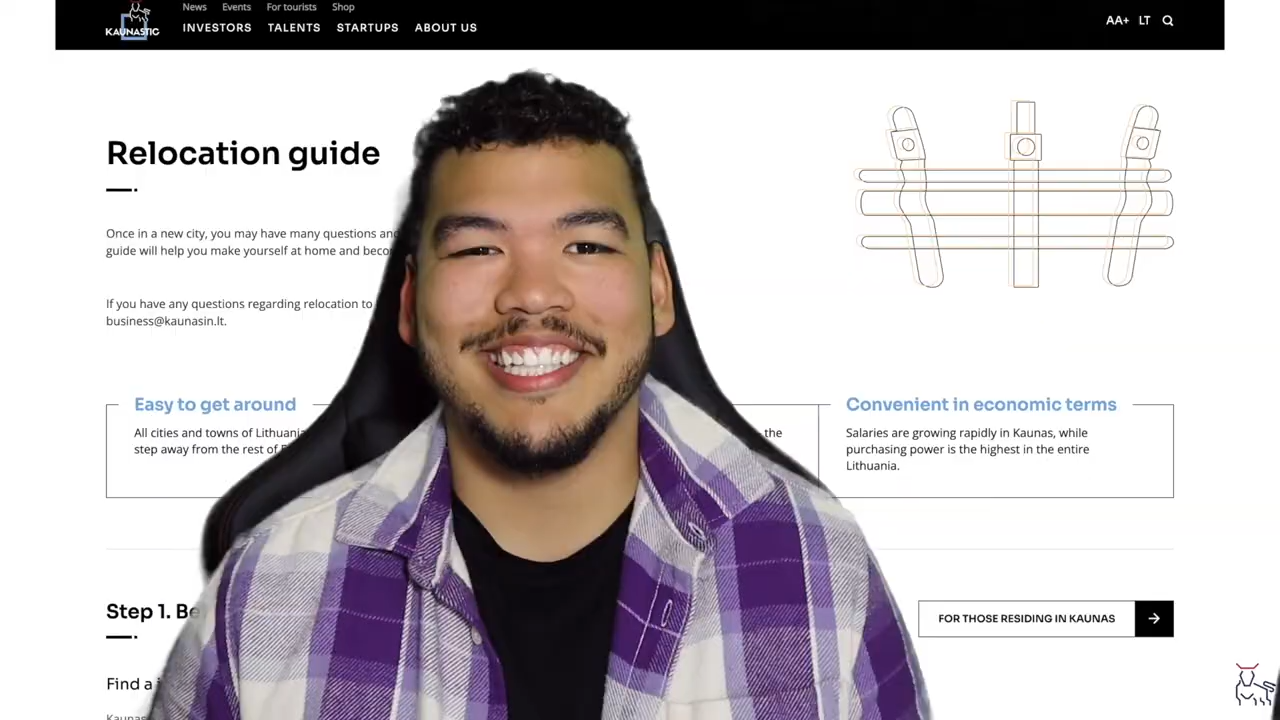 News Events For tourists Shop
KAUNASTIC
INVESTORS TALENTS STARTUPS ABOUT US
AA+ LT
Relocation guide
Once in a new city, you may have many questions and
guide will help you make yourself at home and
If you have any questions regarding relocation to
business@kaunasin.lt.
Easy to get around
All cities and towns of Lithuania
step away from the rest of
the
Convenient in economic terms
Salaries are growing rapidly in Kaunas, while
purchasing power is the highest in the entire
Lithuania.
Step 1.
FOR THOSE RESIDING IN KAUNAS
Find a